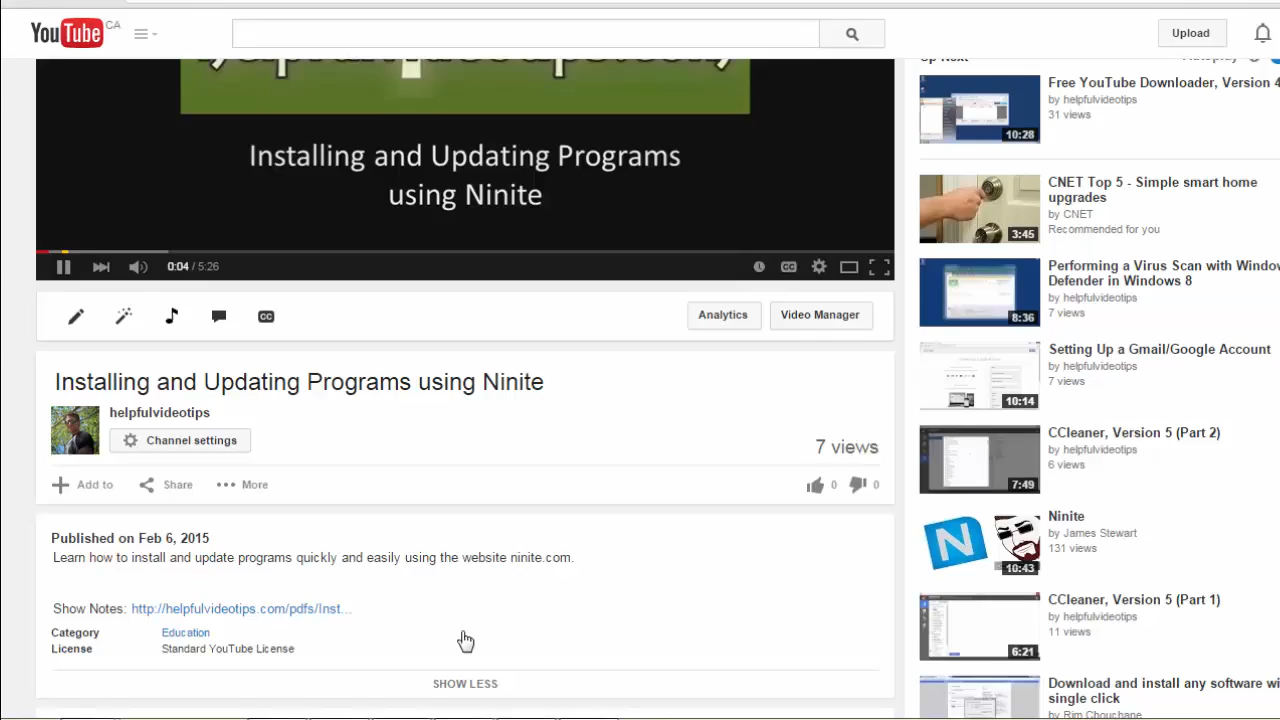 YouTube CA
Upload
Installing and Updating Programs
using Ninite
0:04 / 5:26
CC
Analytics
Video Manager
CC
Installing and Updating Programs using Ninite
helpfulvideotips
Channel settings
7 views
Add to
Share
More
0
0
Published on Feb 6, 2015
Learn how to install and update programs quickly and easily using the website ninite.com.
Show Notes: http://helpfulvideotips.com/pdfs/Inst...
Category Education
License Standard YouTube License
SHOW LESS
Up Next
Autoplay
10:28
Free YouTube Downloader, Version 4
by helpfulvideotips
31 views
3:45
CNET Top 5 - Simple smart home
upgrades
by CNET
Recommended for you
8:36
Performing a Virus Scan with Window
Defender in Windows 8
by helpfulvideotips
7 views
10:14
Setting Up a Gmail/Google Account
by helpfulvideotips
7 views
7:49
CCleaner, Version 5 (Part 2)
by helpfulvideotips
6 views
N
10:43
Ninite
by James Stewart
131 views
6:21
CCleaner, Version 5 (Part 1)
by helpfulvideotips
11 views
Download and install any software wi
single click
by Rim Chouchane